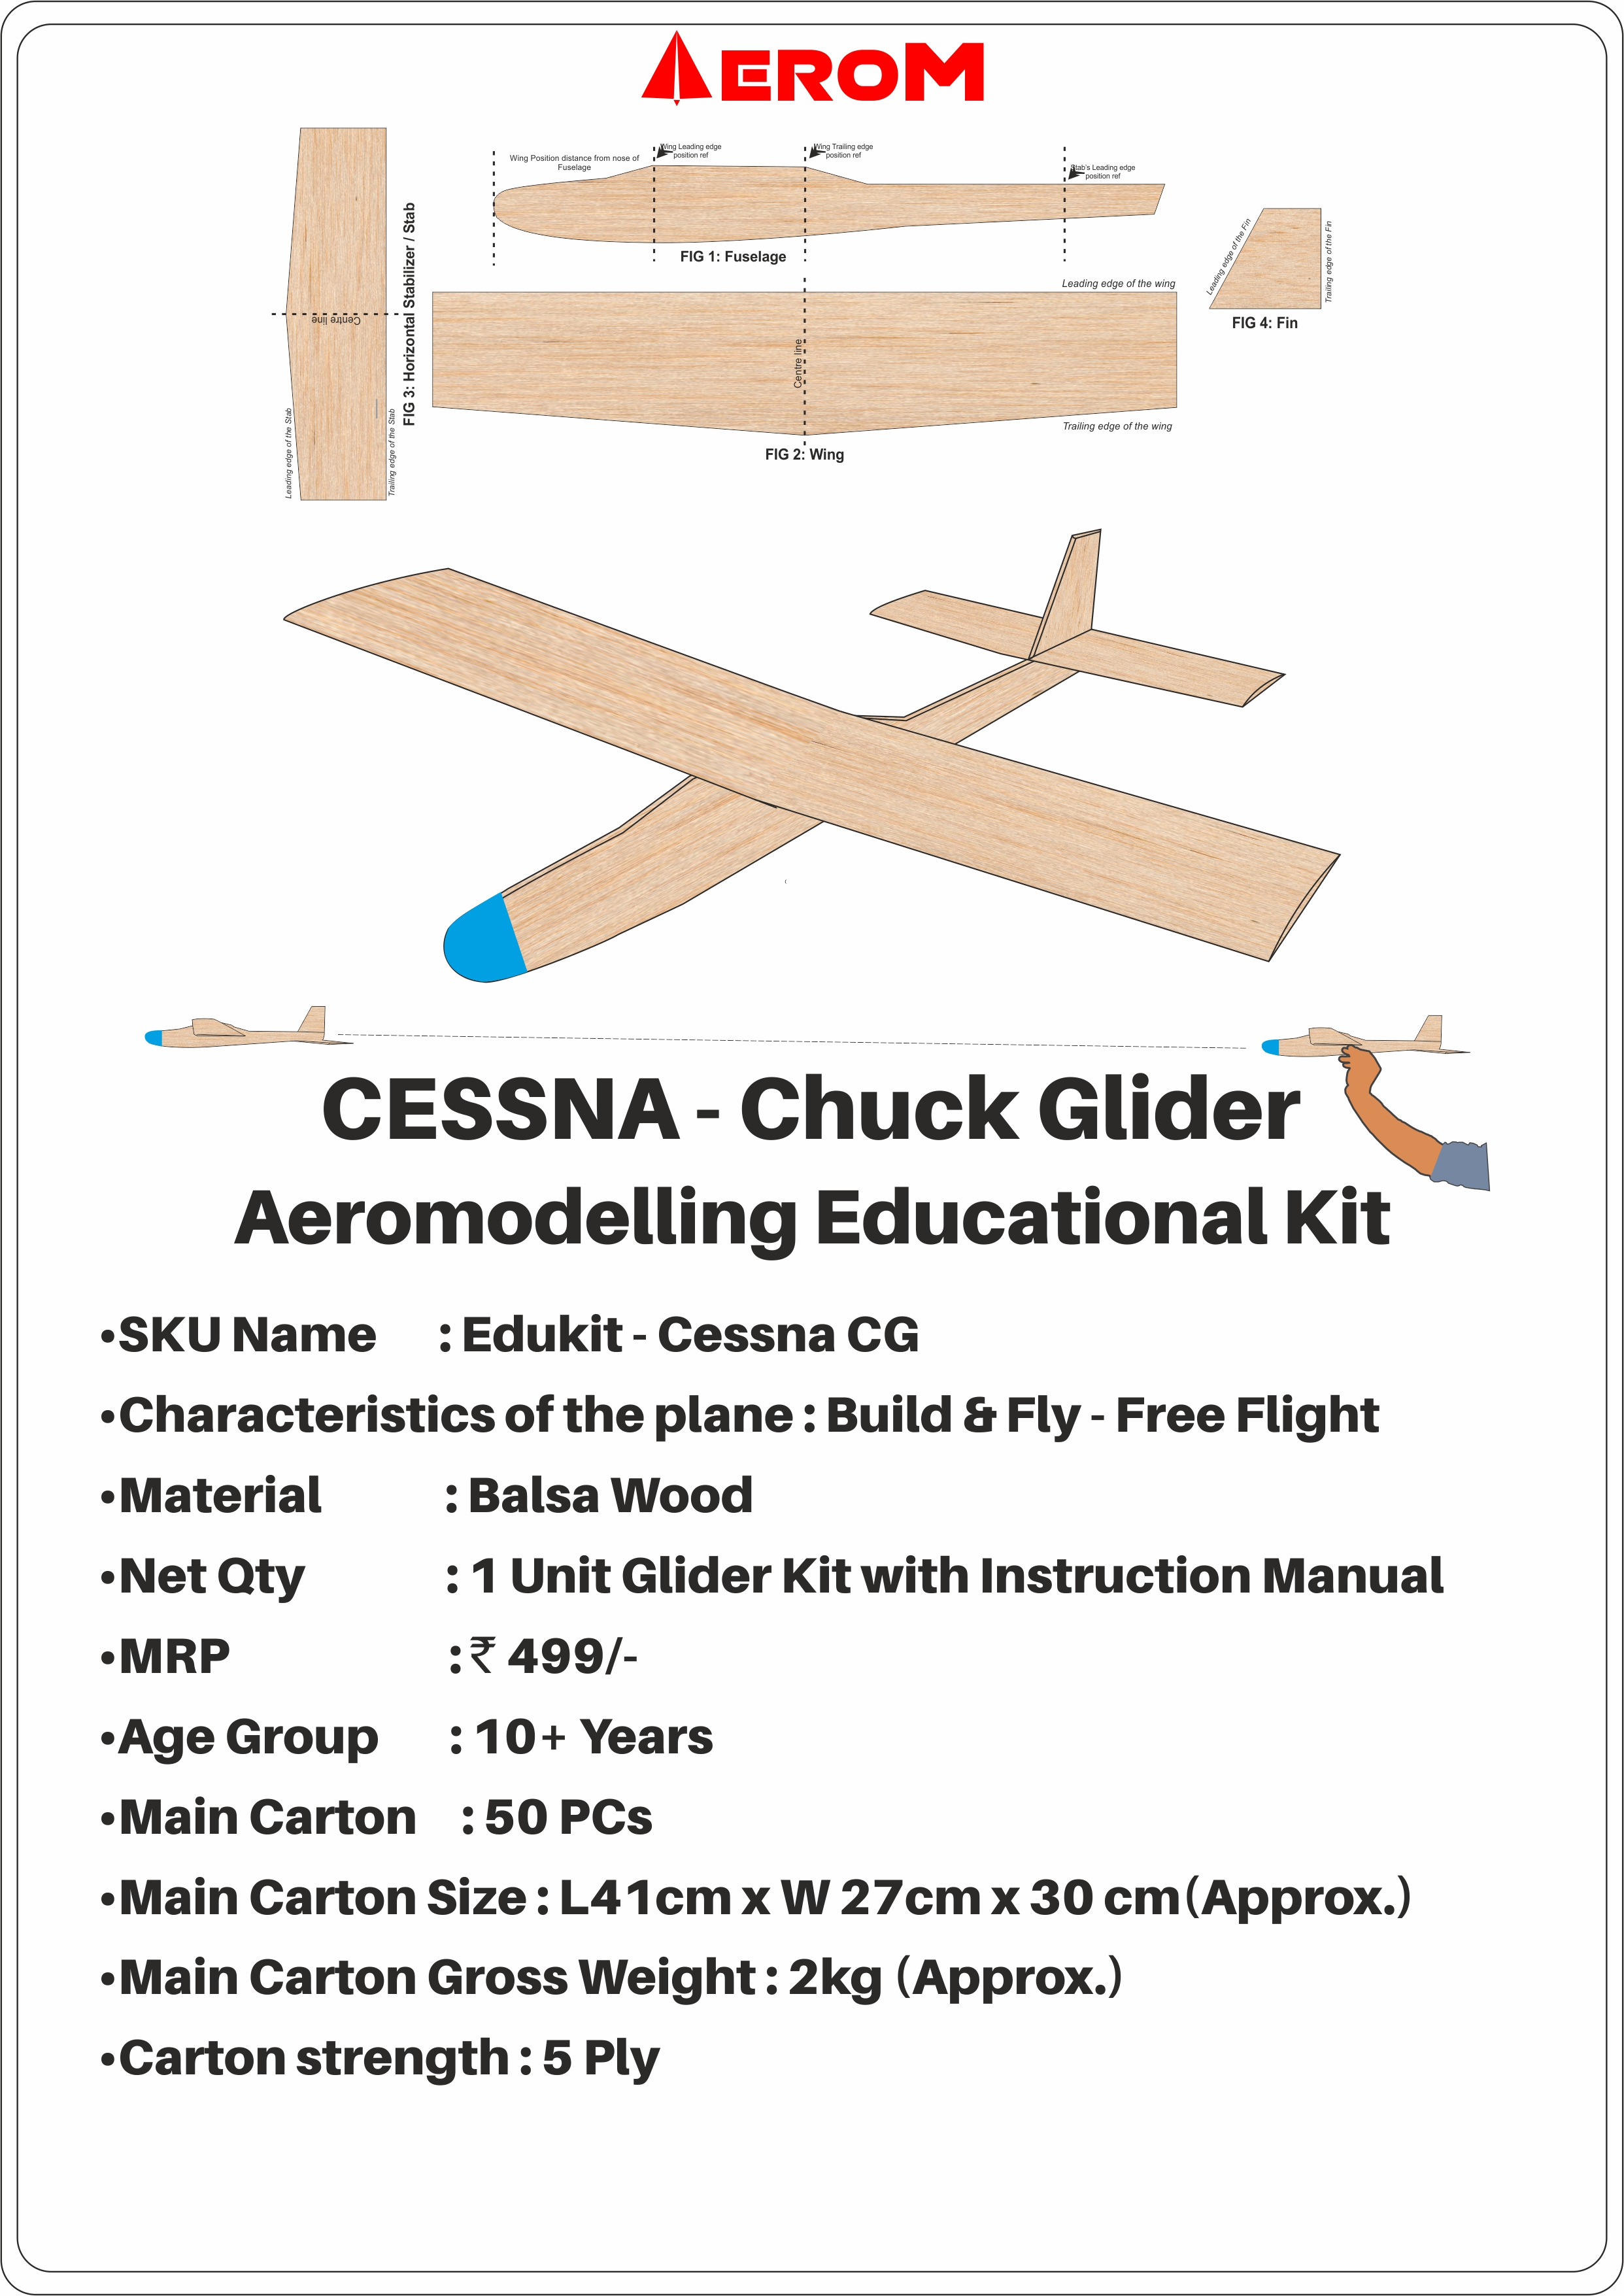 AEROM
Wing Position distance from nose of
Fuselage
Wing Leading edge
position ref
Wing Trailing edge
position ref
Stab's Leading edge
position ref
FIG 1: Fuselage
Leading edge of the wing
Centre line
Trailing edge of the wing
FIG 2: Wing
Centre line
Leading edge of the Stab
Trailing edge of the Stab
FIG 3: Horizontal Stabilizer / Stab
Leading edge of the Fin
Trailing edge of the Fin
FIG 4: Fin
CESSNA - Chuck Glider
Aeromodelling Educational Kit
•SKU Name : Edukit - Cessna CG
•Characteristics of the plane : Build & Fly - Free Flight
•Material : Balsa Wood
•Net Qty : 1 Unit Glider Kit with Instruction Manual
•MRP :₹ 499/-
•Age Group : 10+ Years
•Main Carton : 50 PCs
•Main Carton Size : L41cm x W 27cm x 30 cm(Approx.)
•Main Carton Gross Weight : 2kg (Approx.)
•Carton strength : 5 Ply